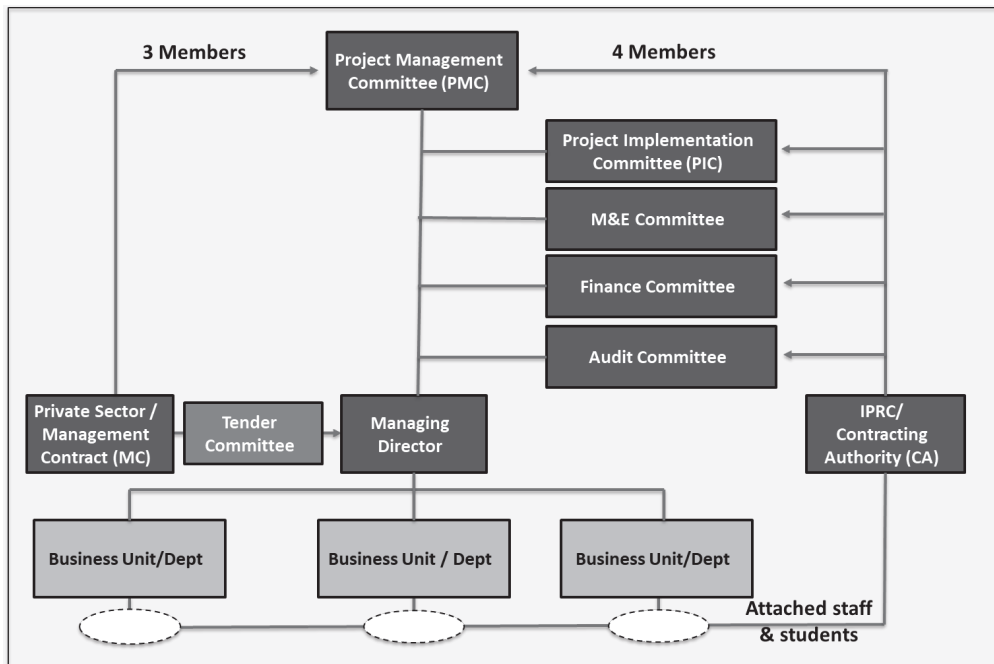 3 Members
Project Management
Committee (PMC)
4 Members
Project Implementation
Committee (PIC)
M&E Committee
Finance Committee
Audit Committee
Private Sector /
Management
Contract (MC)
Tender
Committee
Managing
Director
IPRC/
Contracting
Authority (CA)
Business Unit/Dept
Business Unit / Dept
Business Unit/Dept
Attached staff
& students